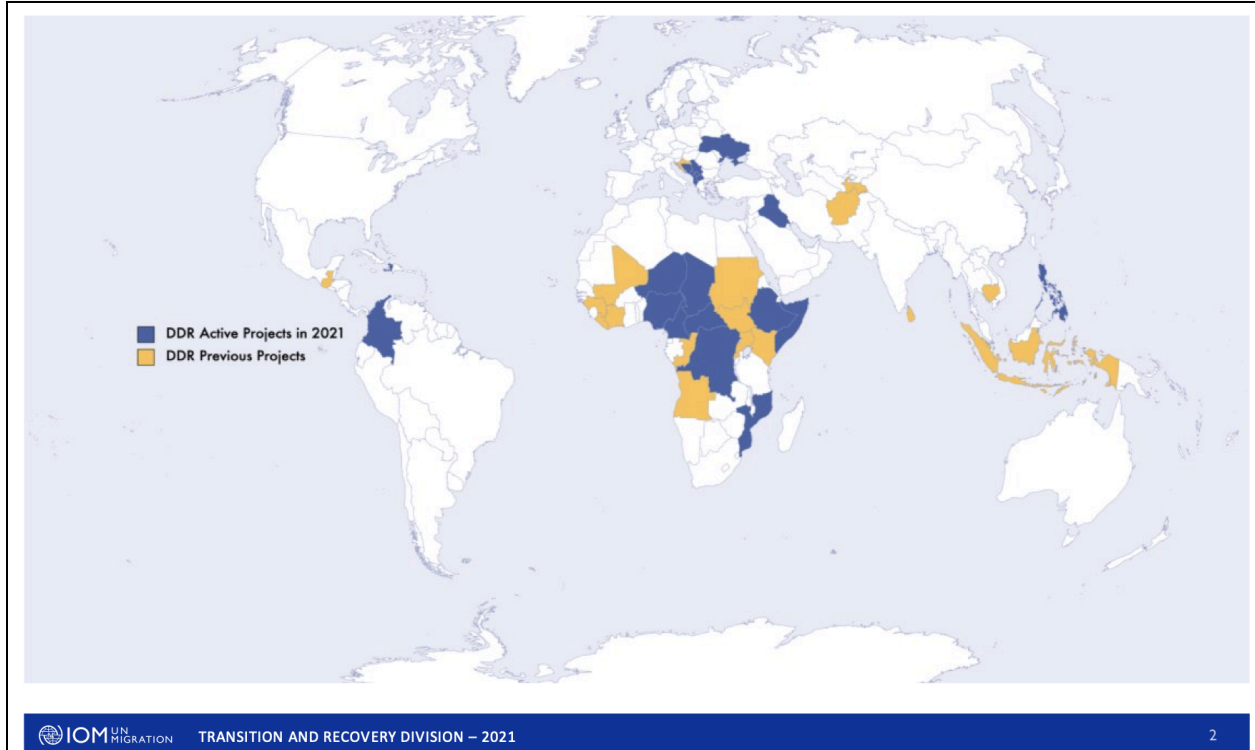 DDR Active Projects in 2021
DDR Previous Projects
IOM UN MIGRATION TRANSITION AND RECOVERY DIVISION – 2021
2